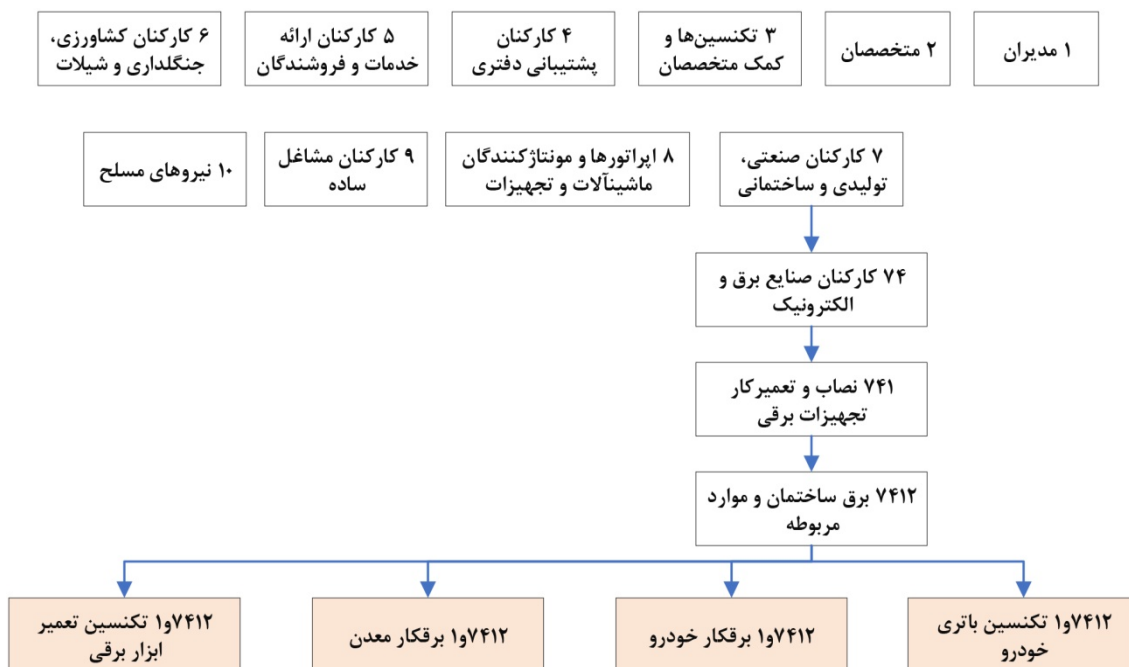 ۱ مدیران
۲ متخصصان
۳ تکنسین‌ها و
کمک متخصصان
۴ کارکنان
پشتیبانی دفتری
۵ کارکنان ارائه
خدمات و فروشندگان
۶ کارکنان کشاورزی،
جنگلداری و شیلات
۷ کارکنان صنعتی،
تولیدی و ساختمانی
۸ اپراتورها و مونتاژکنندگان
ماشینآلات و تجهیزات
۹ کارکنان مشاغل
ساده
۱۰ نیروهای مسلح
۷۴ کارکنان صنایع برق و
الکترونیک
۷۴۱ نصاب و تعمیرکار
تجهیزات برقی
۷۴۱۲ برق ساختمان و موارد
مربوطه
۷۴۱۲و۱ تکنسین باتری
خودرو
۷۴۱۲و۱ برقکار خودرو
۷۴۱۲و۱ برقکار معدن
۷۴۱۲و۱ تکنسین تعمیر
ابزار برقی